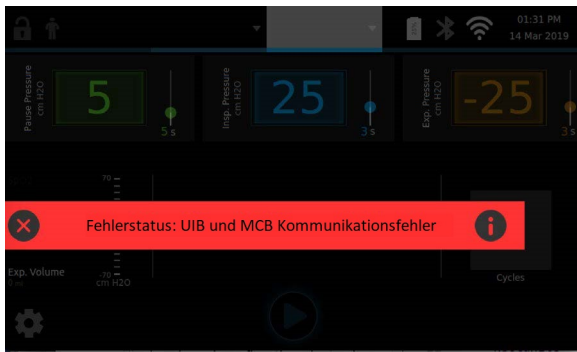 01:31 PM
14 Mar 2019
Pause Pressure
cm H2O
5
5 s
Insp. Pressure
cm H2O
25
3 s
Exp. Pressure
cm H2O
-25
3 s
70
Fehlerstatus: UIB und MCB Kommunikationsfehler
Exp. Volume
-70
cm H2O
Cycles